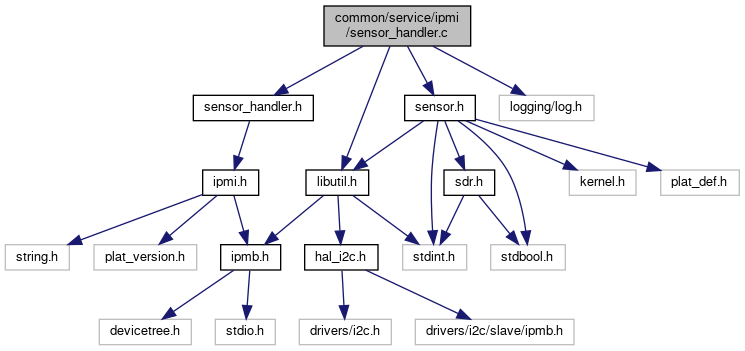 common/service/ipmi
/sensor_handler.c
sensor_handler.h
sensor.h
logging/log.h
ipmi.h
libutil.h
sdr.h
kernel.h
plat_def.h
string.h
plat_version.h
ipmb.h
hal_i2c.h
stdint.h
stdbool.h
devicetree.h
stdio.h
drivers/i2c.h
drivers/i2c/slave/ipmb.h